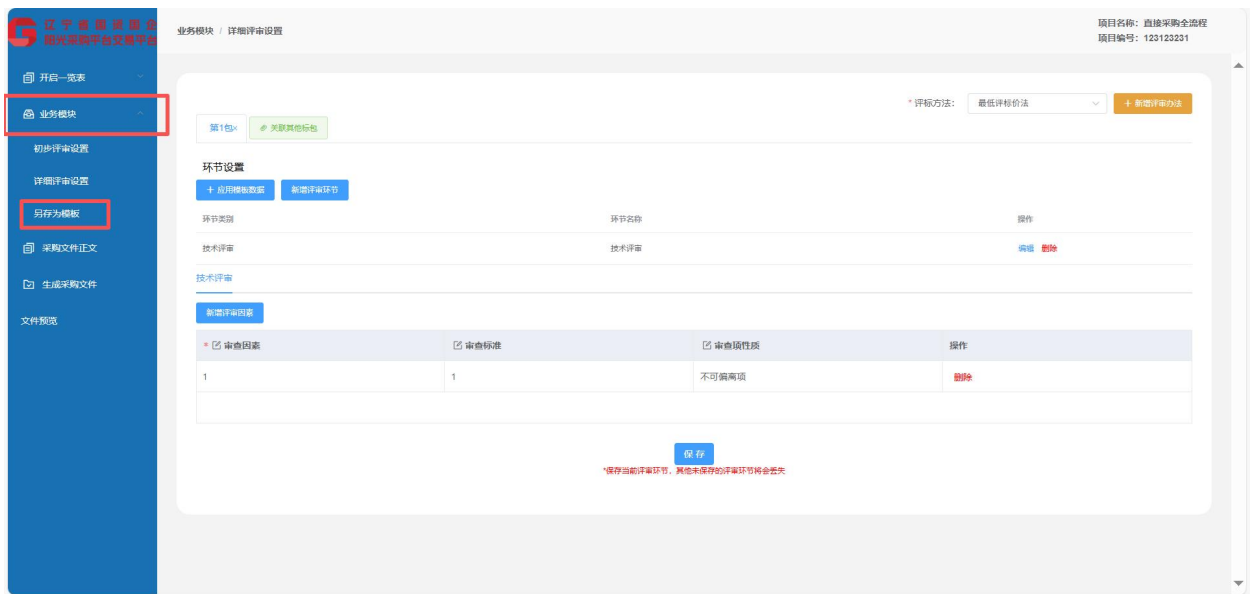 辽宁省国资国企
阳光采购平台交易平台
业务模块 / 详细评审设置
项目名称：直接采购全流程
项目编号：123123231
开启一览表
业务模块
初步评审设置
详细评审设置
另存为模板
采购文件正文
生成采购文件
文件预览
* 评标方法： 最低评标价法 + 新增评审办法
第1包× 关联其他标包
环节设置
+ 应用模板数据 新增评审环节
环节类别 环节名称 操作
技术评审 技术评审 编辑 删除
技术评审
新增评审因素
* 审查因素 审查标准 审查项性质 操作
1 1 不可偏离项 删除
保存
*保存当前评审环节，其他未保存的评审环节将会丢失